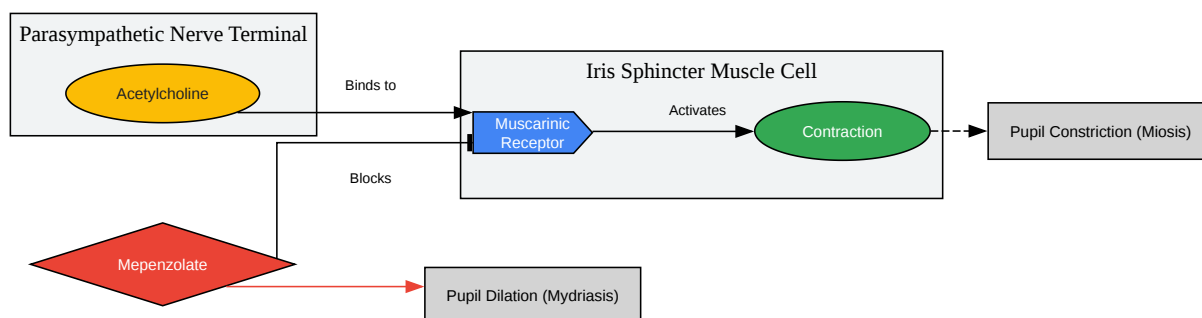 Parasympathetic Nerve Terminal
Acetylcholine
Binds to
Iris Sphincter Muscle Cell
Muscarinic
Receptor
Activates
Contraction
Pupil Constriction (Miosis)
Blocks
Mepenzolate
Pupil Dilation (Mydriasis)